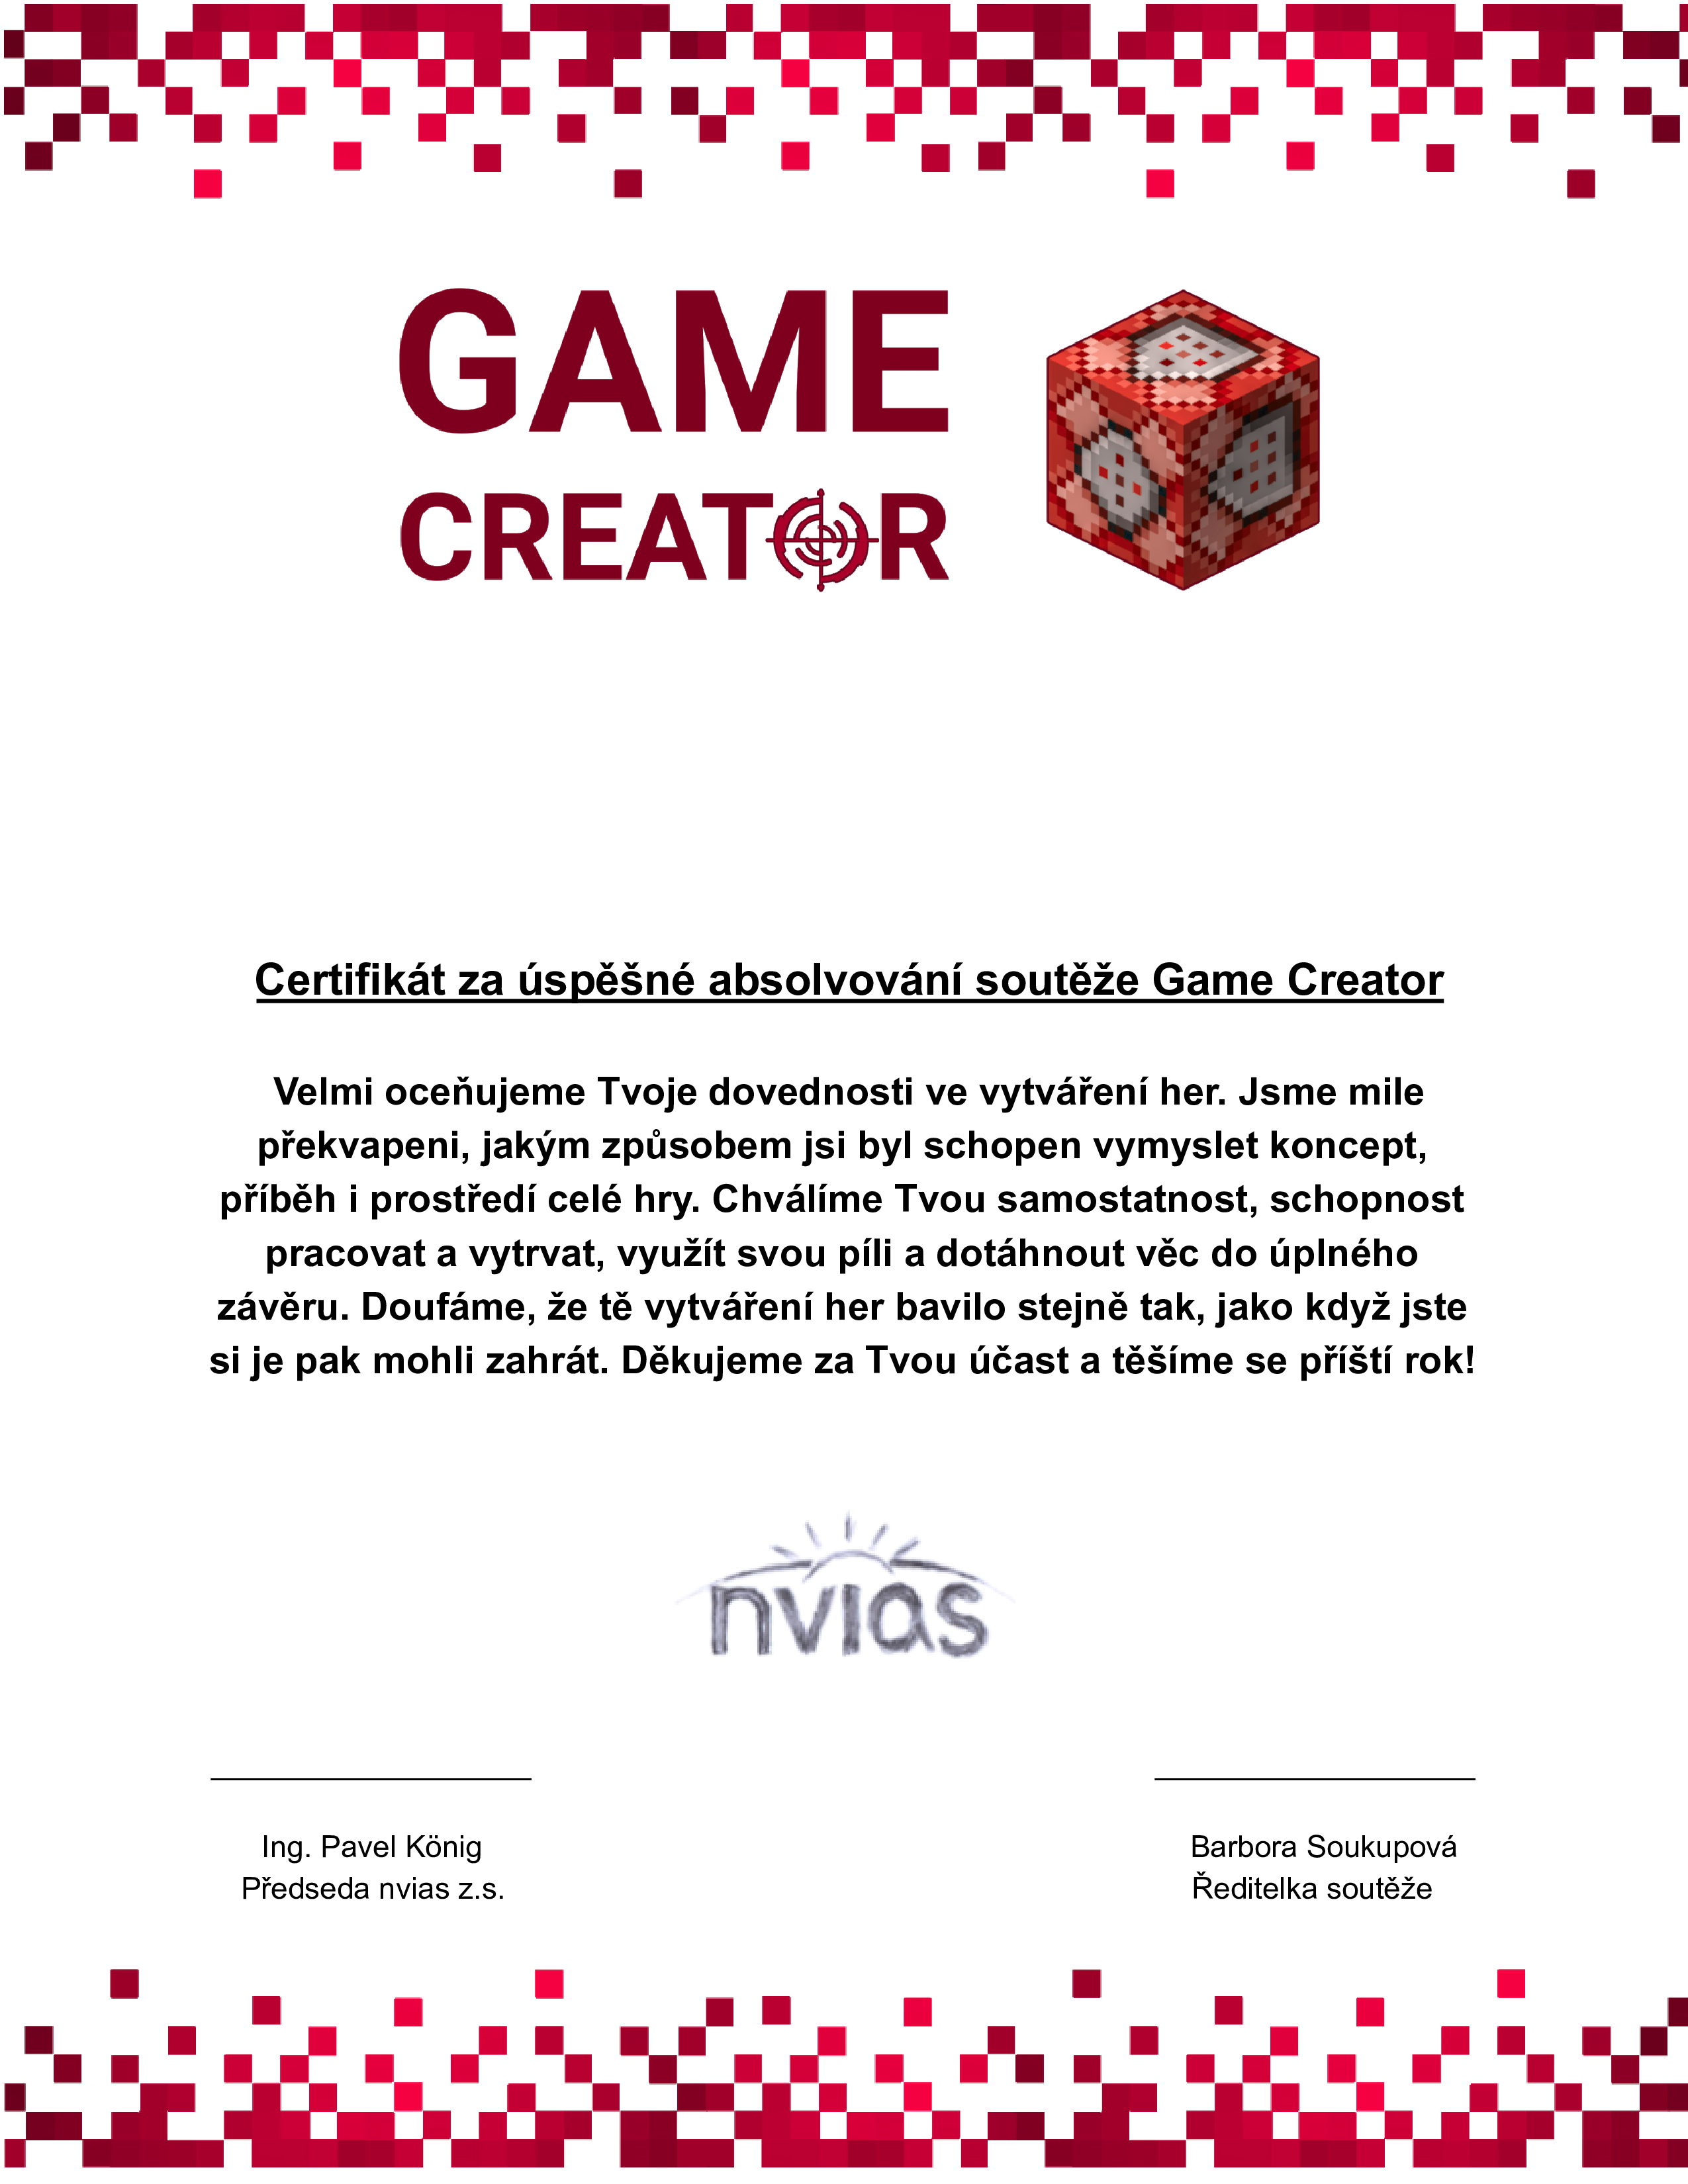 GAME
CREATOR
Certifikát za úspěšné absolvování soutěže Game Creator
Velmi oceňujeme Tvoje dovednosti ve vytváření her. Jsme mile
překvapeni, jakým způsobem jsi byl schopen vymyslet koncept,
příběh i prostředí celé hry. Chválíme Tvou samostatnost, schopnost
pracovat a vytrvat, využít svou píli a dotáhnout věc do úplného
závěru. Doufáme, že tě vytváření her bavilo stejně tak, jako když jste
si je pak mohli zahrát. Děkujeme za Tvou účast a těšíme se příští rok!
nvias
Ing. Pavel König
Předseda nvias z.s.
Barbora Soukupová
Ředitelka soutěže